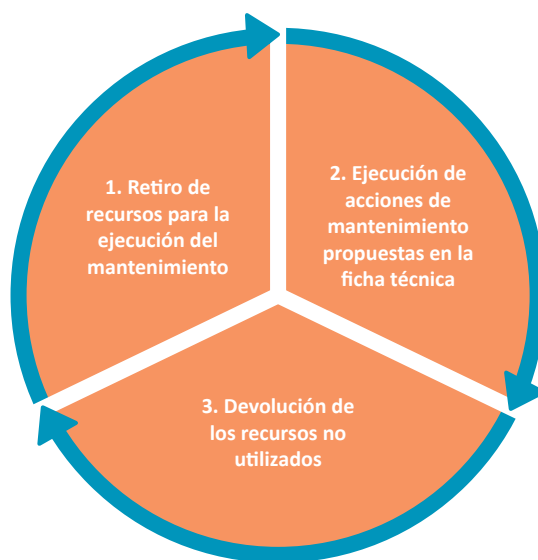 1. Retiro de
recursos para la
ejecución del
mantenimiento
2. Ejecución de
acciones de
mantenimiento
propuestas en la
ficha técnica
3. Devolución de
los recursos no
utilizados